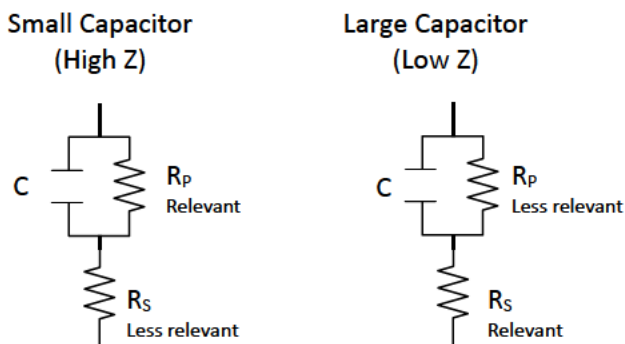 Small Capacitor
(High Z)
C
RP
Relevant
RS
Less relevant
Large Capacitor
(Low Z)
C
RP
Less relevant
RS
Relevant